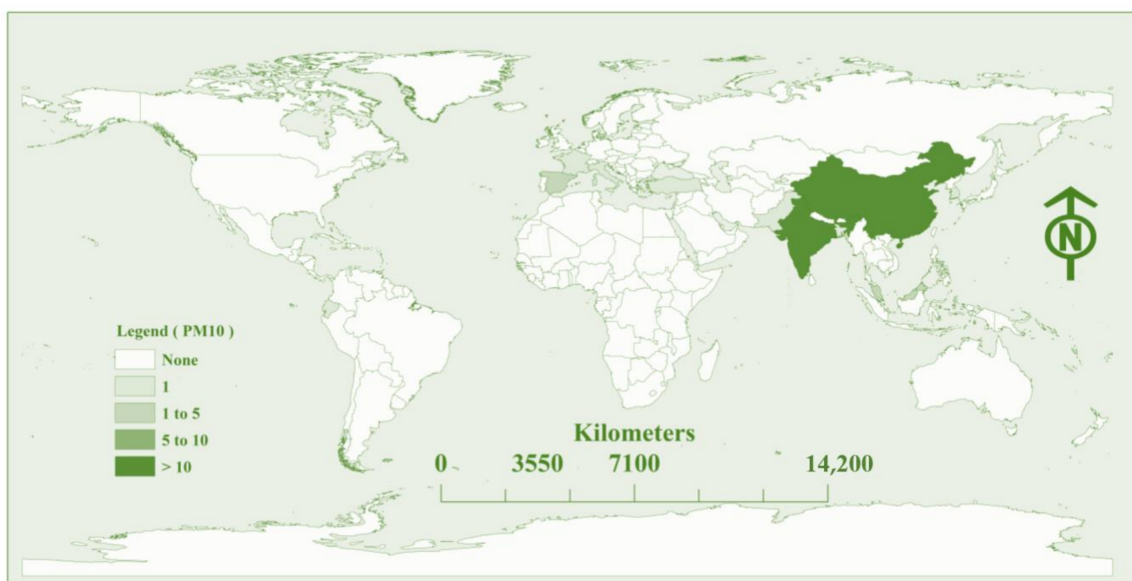 N
Legend ( PM10 )
None
1
1 to 5
5 to 10
> 10
Kilometers
0 3550 7100 14,200